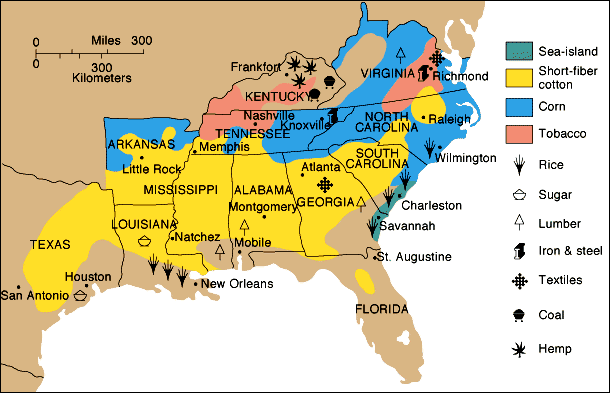 0 Miles 300
0 300
Kilometers
Frankfort
KENTUCKY
VIRGINIA
Richmond
Nashville
TENNESSEE
Knoxville
NORTH
CAROLINA
Raleigh
Wilmington
ARKANSAS
Little Rock
Memphis
SOUTH
CAROLINA
Atlanta
GEORGIA
Charleston
Savannah
MISSISSIPPI
ALABAMA
Montgomery
TEXAS
LOUISIANA
Natchez
Mobile
St. Augustine
Houston
San Antonio
New Orleans
FLORIDA
Sea-island
Short-fiber
cotton
Corn
Tobacco
Rice
Sugar
Lumber
Iron & steel
Textiles
Coal
Hemp